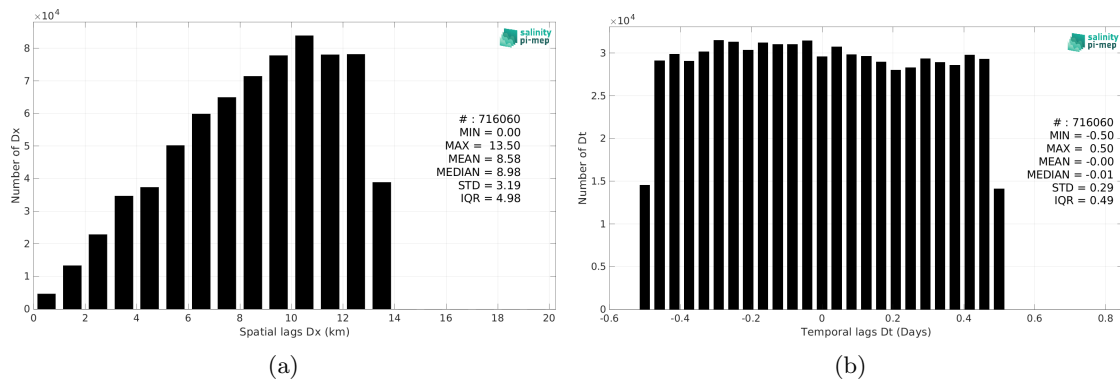 ×10⁴
9
8
7
6
5
4
3
2
1
0
Number of Dx
0 2 4 6 8 10 12 14 16 18 20
Spatial lags Dx (km)
salinity
pi-mep
# : 716060
MIN = 0.00
MAX = 13.50
MEAN = 8.58
MEDIAN = 8.98
STD = 3.19
IQR = 4.98
(a)
×10⁴
3
2.5
2
1.5
1
0.5
0
Number of Dt
-0.6 -0.4 -0.2 0 0.2 0.4 0.6 0.8
Temporal lags Dt (Days)
salinity
pi-mep
# : 716060
MIN = -0.50
MAX = 0.50
MEAN = -0.00
MEDIAN = -0.01
STD = 0.29
IQR = 0.49
(b)